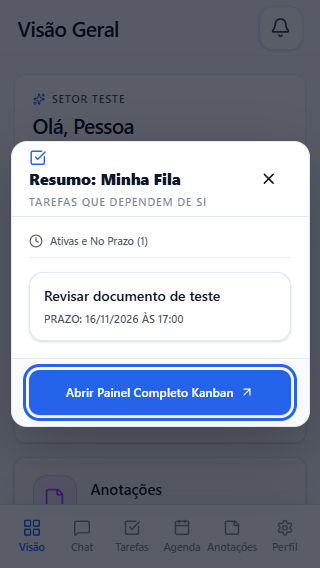 Visão Geral
SETOR TESTE
Olá, Pessoa
Resumo: Minha Fila
TAREFAS QUE DEPENDEM DE SI
Ativas e No Prazo (1)
Revisar documento de teste
PRAZO: 16/11/2026 ÀS 17:00
Abrir Painel Completo Kanban
Anotações
Visão Chat Tarefas Agenda Anotações Perfil